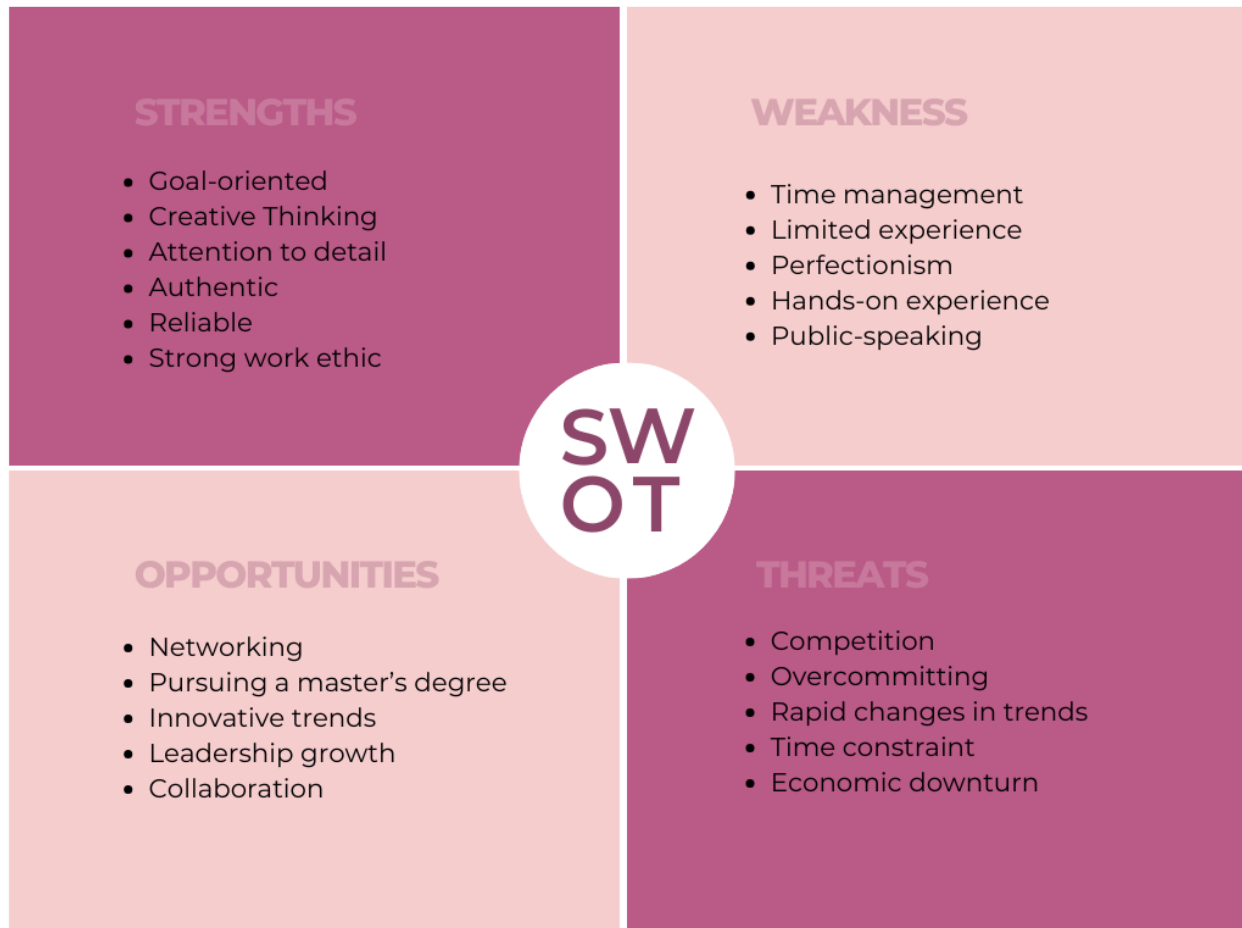 STRENGTHS
• Goal-oriented
• Creative Thinking
• Attention to detail
• Authentic
• Reliable
• Strong work ethic
WEAKNESS
• Time management
• Limited experience
• Perfectionism
• Hands-on experience
• Public-speaking
SW
OT
OPPORTUNITIES
• Networking
• Pursuing a master’s degree
• Innovative trends
• Leadership growth
• Collaboration
THREATS
• Competition
• Overcommitting
• Rapid changes in trends
• Time constraint
• Economic downturn